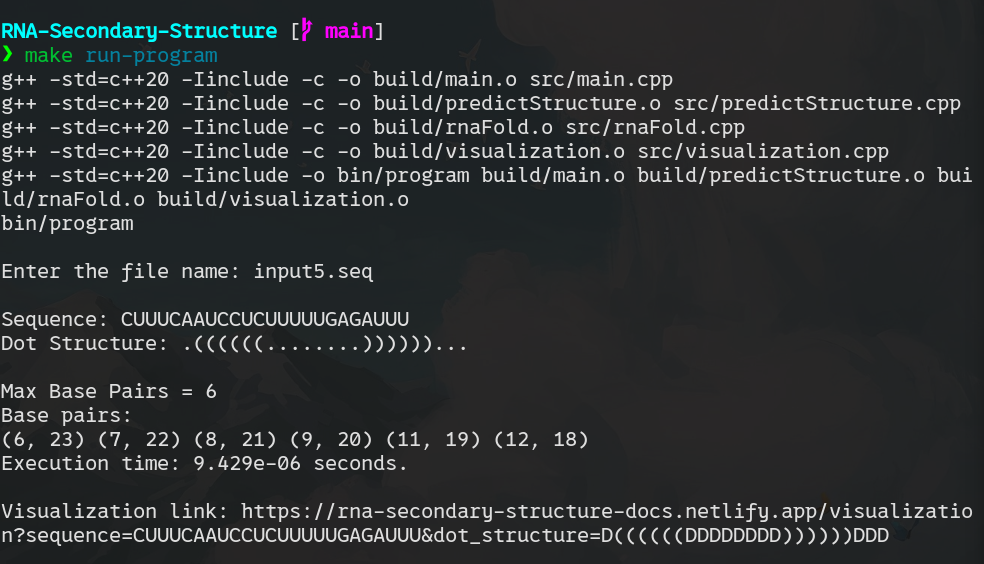 RNA-Secondary-Structure [ main]
❯ make run-program
g++ -std=c++20 -Iinclude -c -o build/main.o src/main.cpp
g++ -std=c++20 -Iinclude -c -o build/predictStructure.o src/predictStructure.cpp
g++ -std=c++20 -Iinclude -c -o build/rnaFold.o src/rnaFold.cpp
g++ -std=c++20 -Iinclude -c -o build/visualization.o src/visualization.cpp
g++ -std=c++20 -Iinclude -o bin/program build/main.o build/predictStructure.o bui
ld/rnaFold.o build/visualization.o
bin/program
Enter the file name: input5.seq
Sequence: CUUUCAAUCCUCUUUUUGAGAUUU
Dot Structure: .((((((........))))))...
Max Base Pairs = 6
Base pairs:
(6, 23) (7, 22) (8, 21) (9, 20) (11, 19) (12, 18)
Execution time: 9.429e-06 seconds.
Visualization link: https://rna-secondary-structure-docs.netlify.app/visualizatio
n?sequence=CUUUCAAUCCUCUUUUUGAGAUUU&dot_structure=D((((((DDDDDDDD))))))DDD